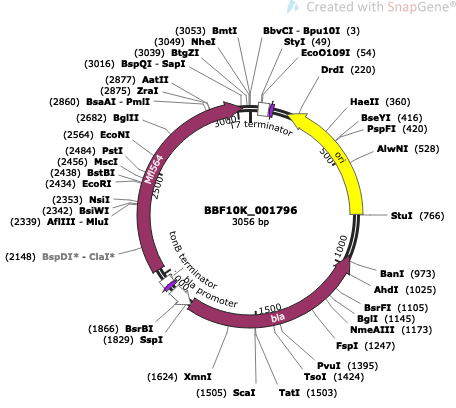 Created with SnapGene®
(3053) BmtI
(3049) NheI
(3039) BtgZI
(3016) BspQI - SapI
(2877) AatII
(2875) ZraI
(2860) BsaAI - PmlI
(2682) BglII
(2564) EcoNI
(2484) PstI
(2456) MscI
(2438) BstBI
(2434) EcoRI
(2353) NsiI
(2342) BsiWI
(2339) AflIII - MluI
(2148) BspDI* - ClaI*
(1866) BsrBI
(1829) SspI
(1624) XmnI
(1505) ScaI
TatI (1503)
TsoI (1424)
PvuI (1395)
FspI (1247)
NmeAIII (1173)
BglI (1145)
BsrFI (1105)
AhdI (1025)
BanI (973)
StuI (766)
AlwNI (528)
PspFI (420)
BseYI (416)
HaeII (360)
DrdI (220)
EcoO109I (54)
StyI (49)
BbvCI - Bpu10I (3)
T7 terminator
ori
500
1000
1500
2500
3000
bla
bla promoter
tonB terminator
Mfl564
BBF10K_001796
3056 bp